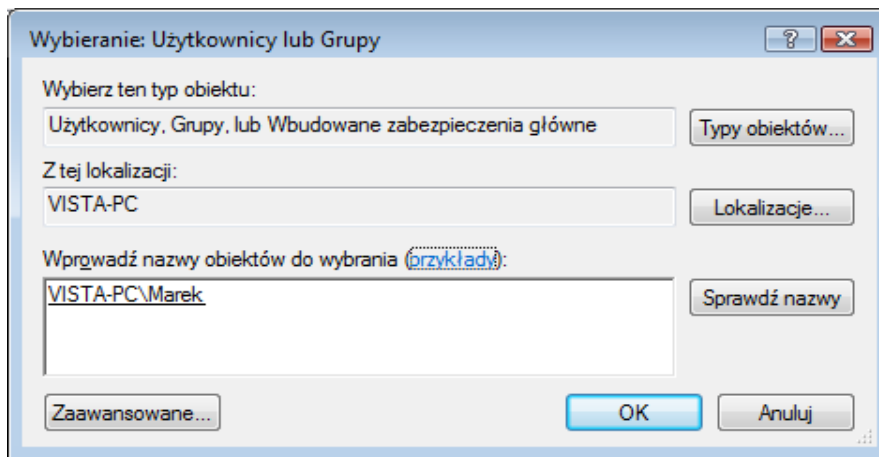 Wybieranie: Użytkownicy lub Grupy
Wybierz ten typ obiektu:
Użytkownicy, Grupy, lub Wbudowane zabezpieczenia główne
Typy obiektów...
Z tej lokalizacji:
VISTA-PC
Lokalizacje...
Wprowadź nazwy obiektów do wybrania (przykłady):
VISTA-PC\Marek
Sprawdź nazwy
Zaawansowane...
OK
Anuluj